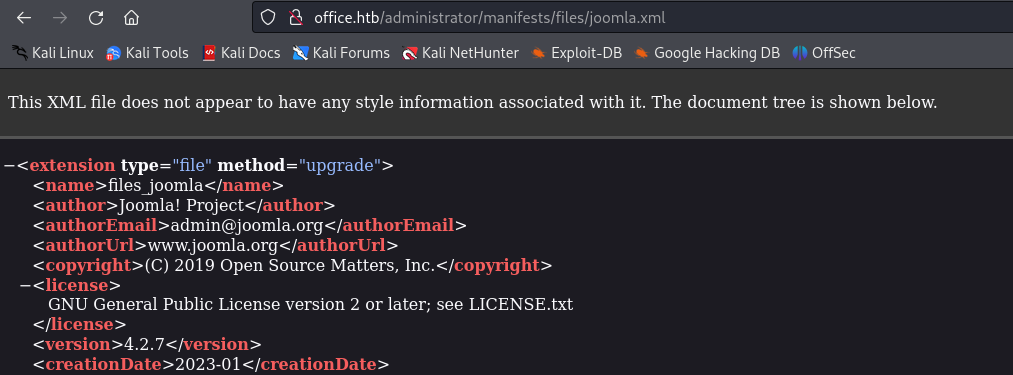 office.htb/administrator/manifests/files/joomla.xml
Kali Linux Kali Tools Kali Docs Kali Forums Kali NetHunter Exploit-DB Google Hacking DB OffSec
This XML file does not appear to have any style information associated with it. The document tree is shown below.
−<extension type="file" method="upgrade">
<name>files_joomla</name>
<author>Joomla! Project</author>
<authorEmail>admin@joomla.org</authorEmail>
<authorUrl>www.joomla.org</authorUrl>
<copyright>(C) 2019 Open Source Matters, Inc.</copyright>
−<license>
GNU General Public License version 2 or later; see LICENSE.txt
</license>
<version>4.2.7</version>
<creationDate>2023-01</creationDate>